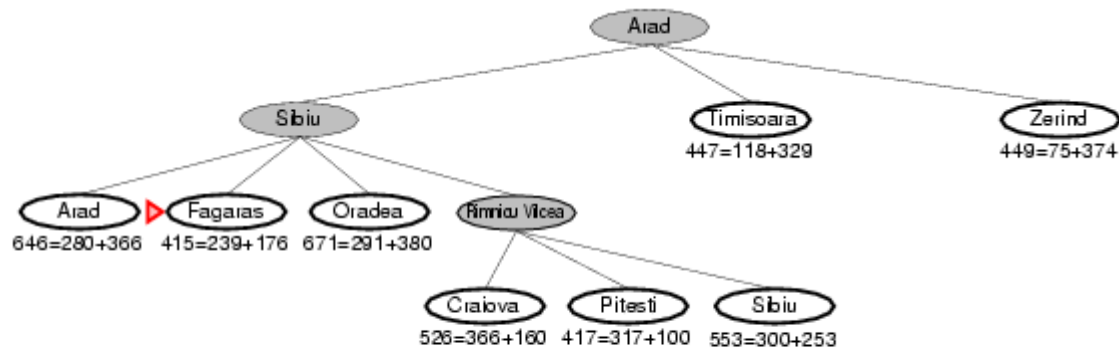 Arad
Sibiu
Timisoara
Zerind
447=118+329
449=75+374
Arad
Fagaras
Oradea
Rimnicu Vilcea
646=280+366
415=239+176
671=291+380
Craiova
Pitesti
Sibiu
526=366+160
417=317+100
553=300+253